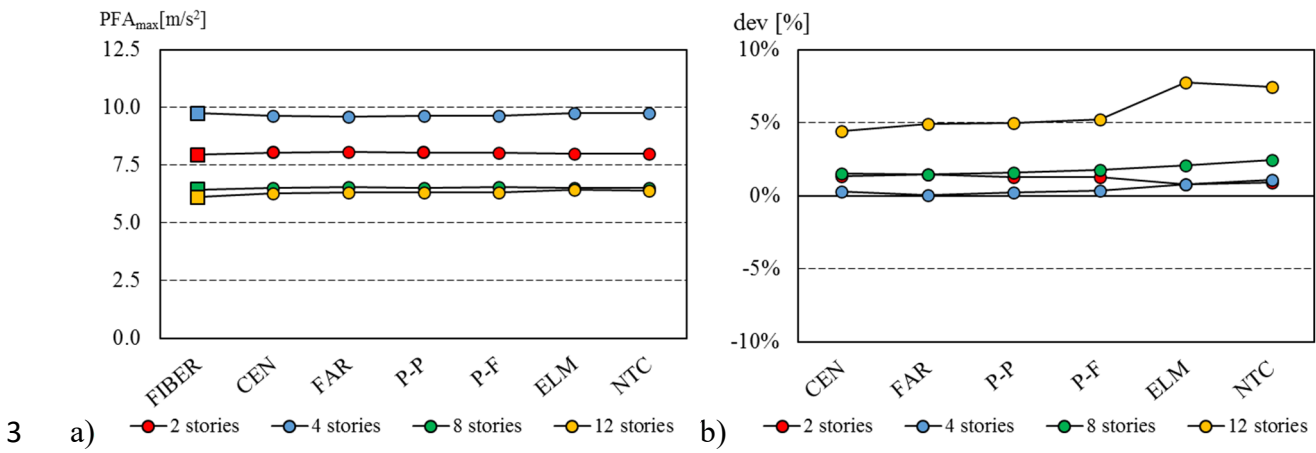 PFAmax[m/s²]
12.5
10.0
7.5
5.0
2.5
0.0
FIBER
CEN
FAR
P-P
P-F
ELM
NTC
3 a)
2 stories 4 stories 8 stories 12 stories
dev [%]
10%
5%
0%
-5%
-10%
CEN
FAR
P-P
P-F
ELM
NTC
b)
2 stories 4 stories 8 stories 12 stories